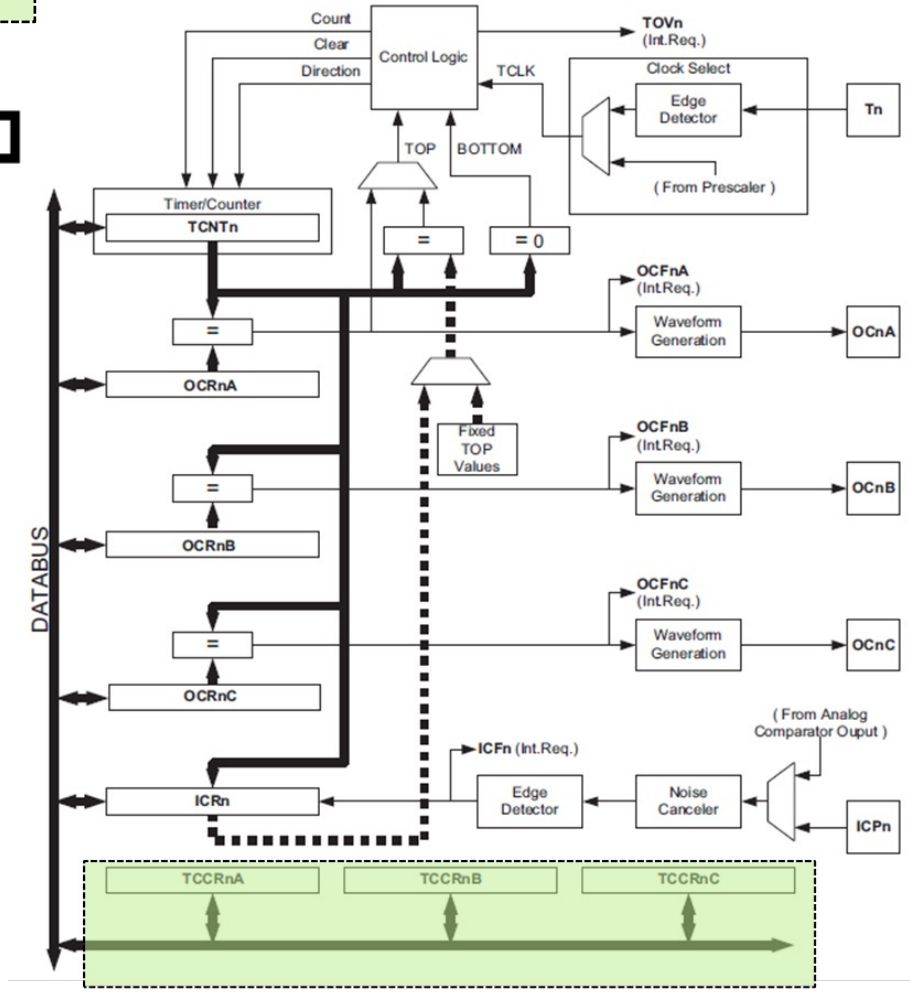 Count
Clear
Direction
Control Logic
TOVn
(Int.Req.)
TCLK
Clock Select
Edge
Detector
Tn
( From Prescaler )
TOP
BOTTOM
Timer/Counter
TCNTn
=
= 0
OCFnA
(Int.Req.)
=
Waveform
Generation
OCnA
OCRnA
Fixed
TOP
Values
OCFnB
(Int.Req.)
=
Waveform
Generation
OCnB
OCRnB
DATABUS
OCFnC
(Int.Req.)
=
Waveform
Generation
OCnC
OCRnC
( From Analog
Comparator Ouput )
ICFn (Int.Req.)
ICRn
Edge
Detector
Noise
Canceler
ICPn
TCCRnA
TCCRnB
TCCRnC